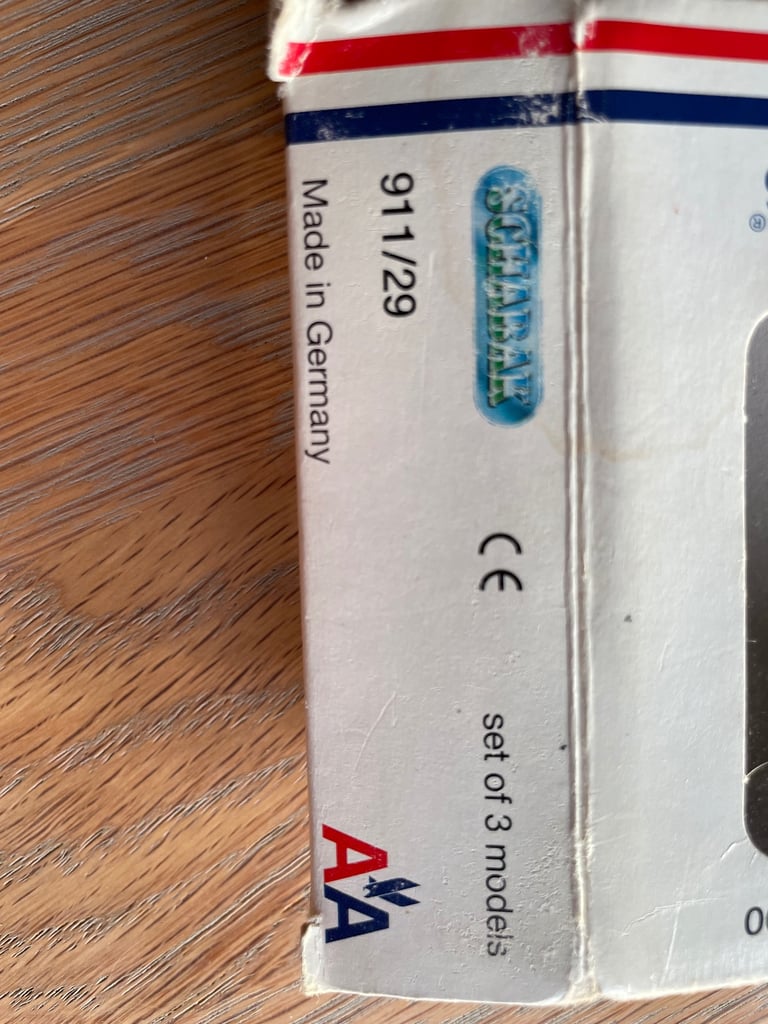 SCHABAK
CE
set of 3 models
911/29
Made in Germany
AA
®